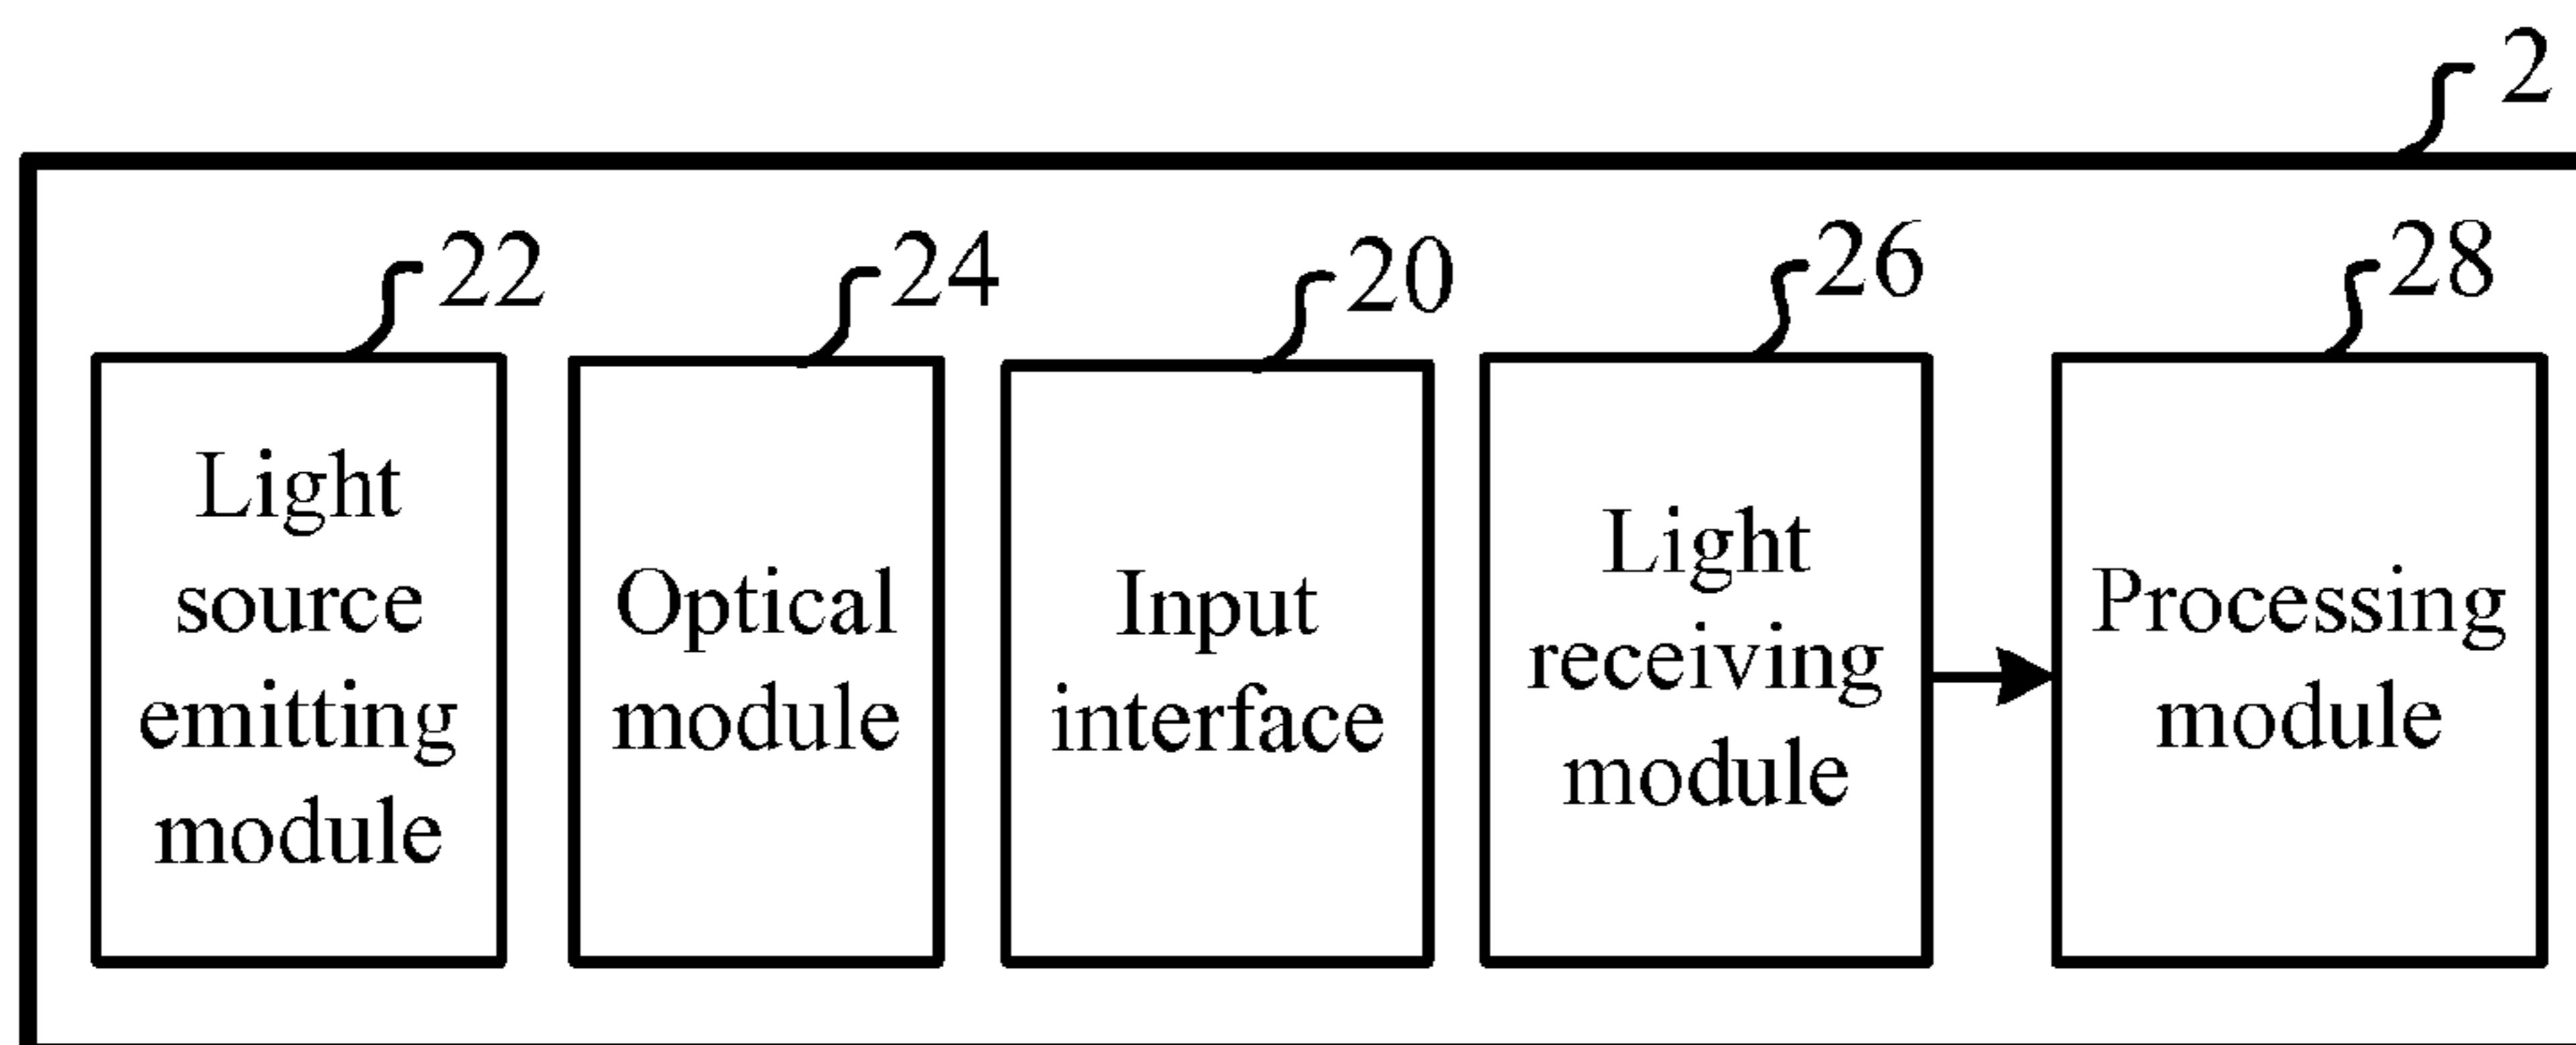 2
22
24
20
26
28
Light
source
emitting
module
Optical
module
Input
interface
Light
receiving
module
Processing
module